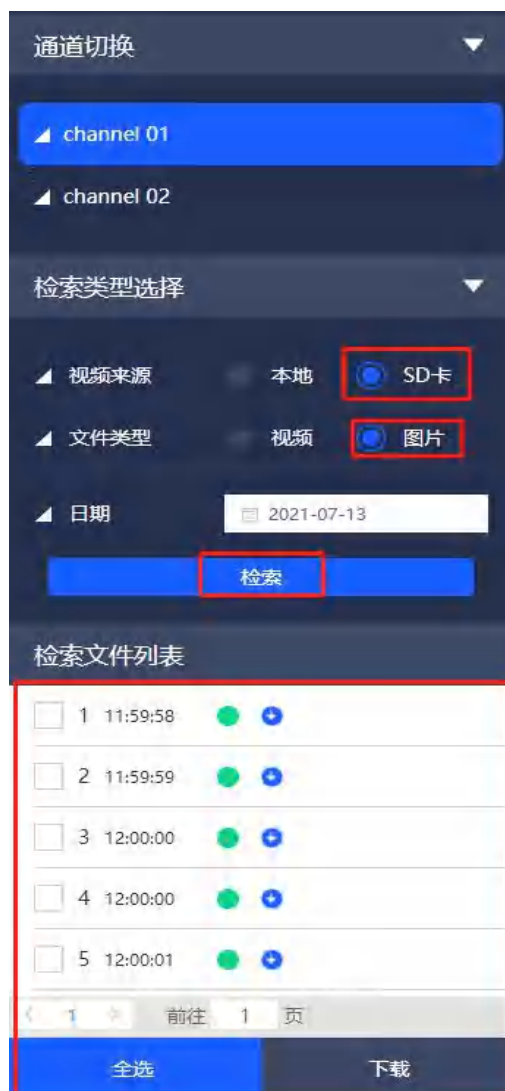 通道切换
channel 01
channel 02
检索类型选择
视频来源 本地 SD卡
文件类型 视频 图片
日期 2021-07-13
检索
检索文件列表
1 11:59:58
2 11:59:59
3 12:00:00
4 12:00:00
5 12:00:01
1 前往 1 页
全选 下载